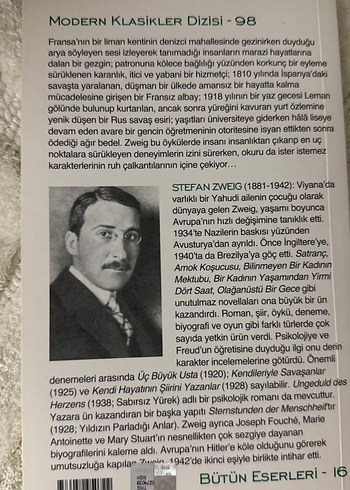 MODERN KLASİKLER DİZİSİ - 98
Fransa'nın bir liman kentinin denizci mahallesinde gezinirken duyduğu
arya söyleyen sesi izleyerek tanımadığı insanların marazi hayatlarına
dalan bir gezgin; patronuna kölece bağlılığı yüzünden korkunç bir eyleme
sürüklenen karanlık, itici ve yabani bir hizmetçi; 1810 yılında İspanya'daki
savaşta yaralanan, düşman bir ülkede amansız bir hayatta kalma
mücadelesine girişen bir Fransız albay; 1918 yılının bir yaz gecesi Leman
gölünde bulunup kurtarılan, ancak sonra yüreğini kavuran yurt özlemine
yenik düşen bir Rus savaş esiri; yaşıtları üniversiteye giderken hâlâ liseye
devam eden avare bir gencin öğretmeninin otoritesine isyan ettikten sonra
ödediği ağır bedel. Zweig bu öykülerde insanı insanlıktan çıkarıp en uç
noktalara sürükleyen deneyimlerin izini sürerken, okuru da ister istemez
karakterlerinin ruh çalkantılarının içine çekiyor...
STEFAN ZWEIG (1881-1942): Viyana'da
varlıklı bir Yahudi ailenin çocuğu olarak
dünyaya gelen Zweig, yaşamı boyunca
Avrupa'nın hızlı değişimine tanıklık etti.
1934'te Nazilerin baskısı yüzünden
Avusturya'dan ayrıldı. Önce İngiltere'ye,
1940'ta da Brezilya'ya göç etti. Satranç,
Amok Koşucusu, Bilinmeyen Bir Kadının
Mektubu, Bir Kadının Yaşamından Yirmi
Dört Saat, Olağanüstü Bir Gece gibi
unutulmaz novellaları ona büyük bir ün
kazandırdı. Roman, şiir, öykü, deneme,
biyografi ve oyun gibi farklı türlerde çok
sayıda yetkin ürün verdi. Psikolojiye ve
Freud'un öğretisine duyduğu ilgi onu derin
karakter incelemelerine götürdü. Önemli
denemeleri arasında Üç Büyük Usta (1920); Kendileriyle Savaşanlar
(1925) ve Kendi Hayatının Şiirini Yazanlar (1928) sayılabilir. Ungeduld des
Herzens (1938; Sabırsız Yürek) adlı bir psikolojik romanı da mevcuttur.
Yazara ün kazandıran bir başka yapıtı Sternstunden der Menschheit'tır
(1928; Yıldızın Parladığı Anlar). Zweig ayrıca Joseph Fouché, Marie
Antoinette ve Mary Stuart'ın nesnellikten çok sezgiye dayanan
biyografilerini kaleme aldı. Avrupa'nın Hitler'e köle olduğunu görerek
umutsuzluğa kapılan Zweig, 1942'de ikinci eşiyle birlikte intihar etti.
BÜTÜN ESERLERİ - 16